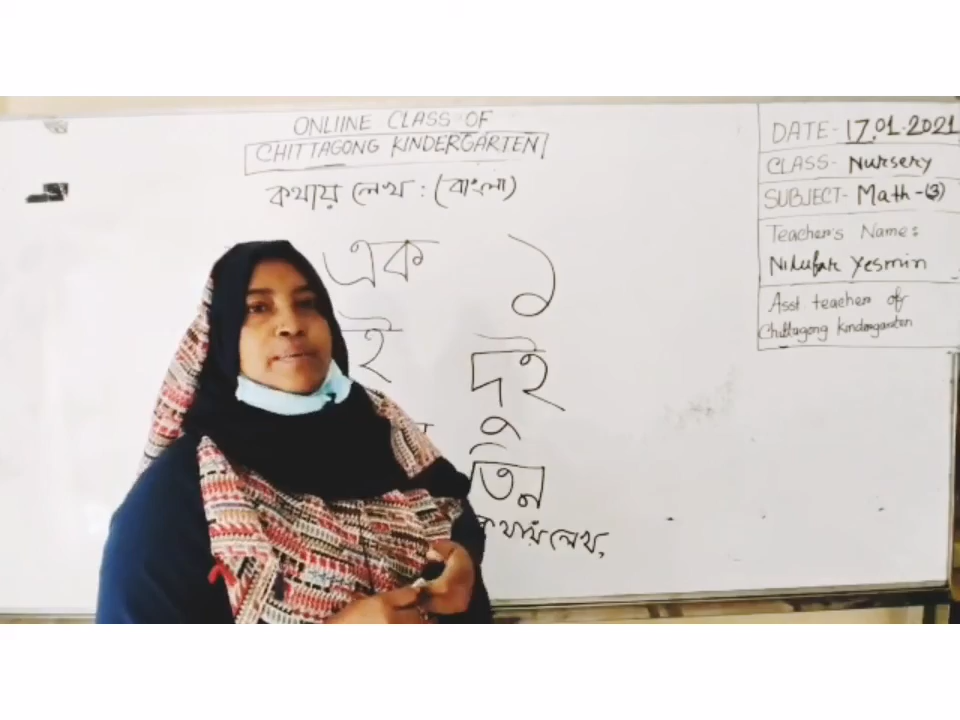 ONLIINE CLASS OF
CHITTAGONG KINDERGARTEN
কথায় লেখ : (বাংলা)
এক ১
দুই
তিন
কথায় লেখ,
DATE- 17.01.2021
CLASS- Nursery
SUBJECT- Math-(3)
Teacher's Name:
Nilufar Yesmin
Asst teacher of
Chittagong kindergarten